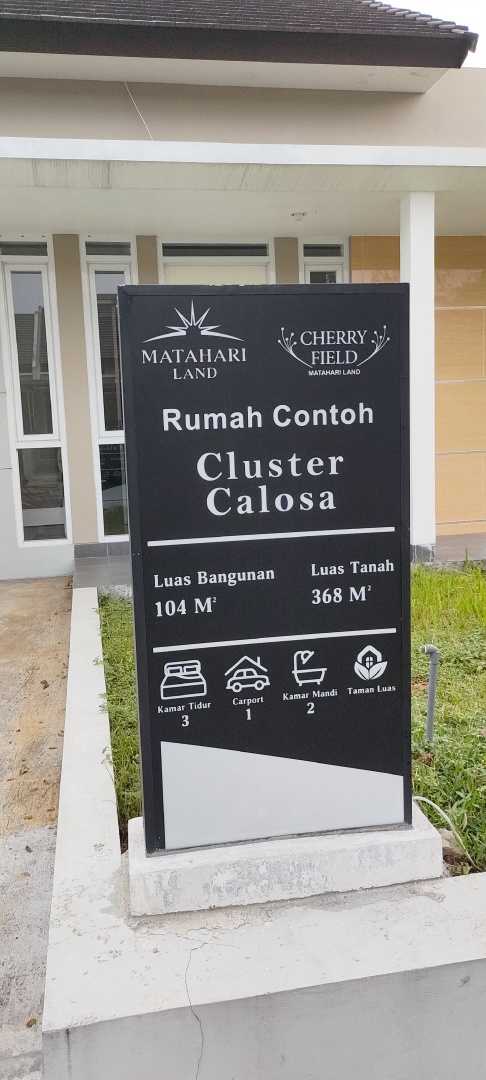 MATAHARI
LAND
CHERRY
FIELD
MATAHARI LAND
Rumah Contoh
Cluster
Calosa
Luas Bangunan
104 M²
Luas Tanah
368 M²
Kamar Tidur
3
Carport
1
Kamar Mandi
2
Taman Luas